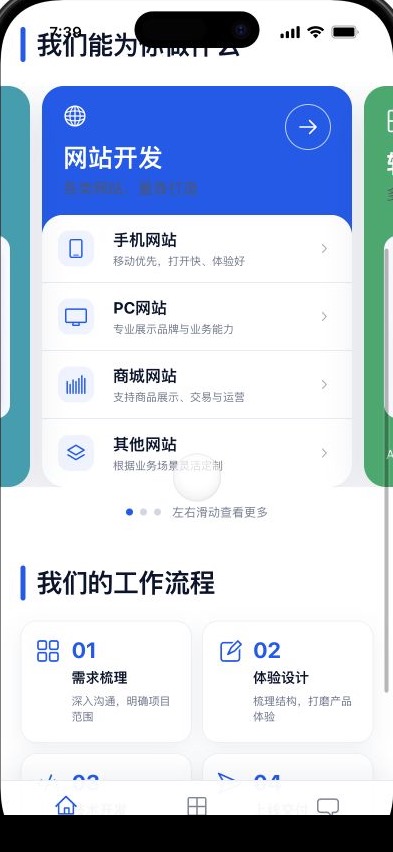 7:39
我们能为你做什么
网站开发
手机网站
移动优先，打开快、体验好
PC网站
专业展示品牌与业务能力
商城网站
支持商品展示、交易与运营
其他网站
根据业务场景灵活定制
左右滑动查看更多
我们的工作流程
01
需求梳理
深入沟通，明确项目
范围
02
体验设计
梳理结构，打磨产品
体验
03
04